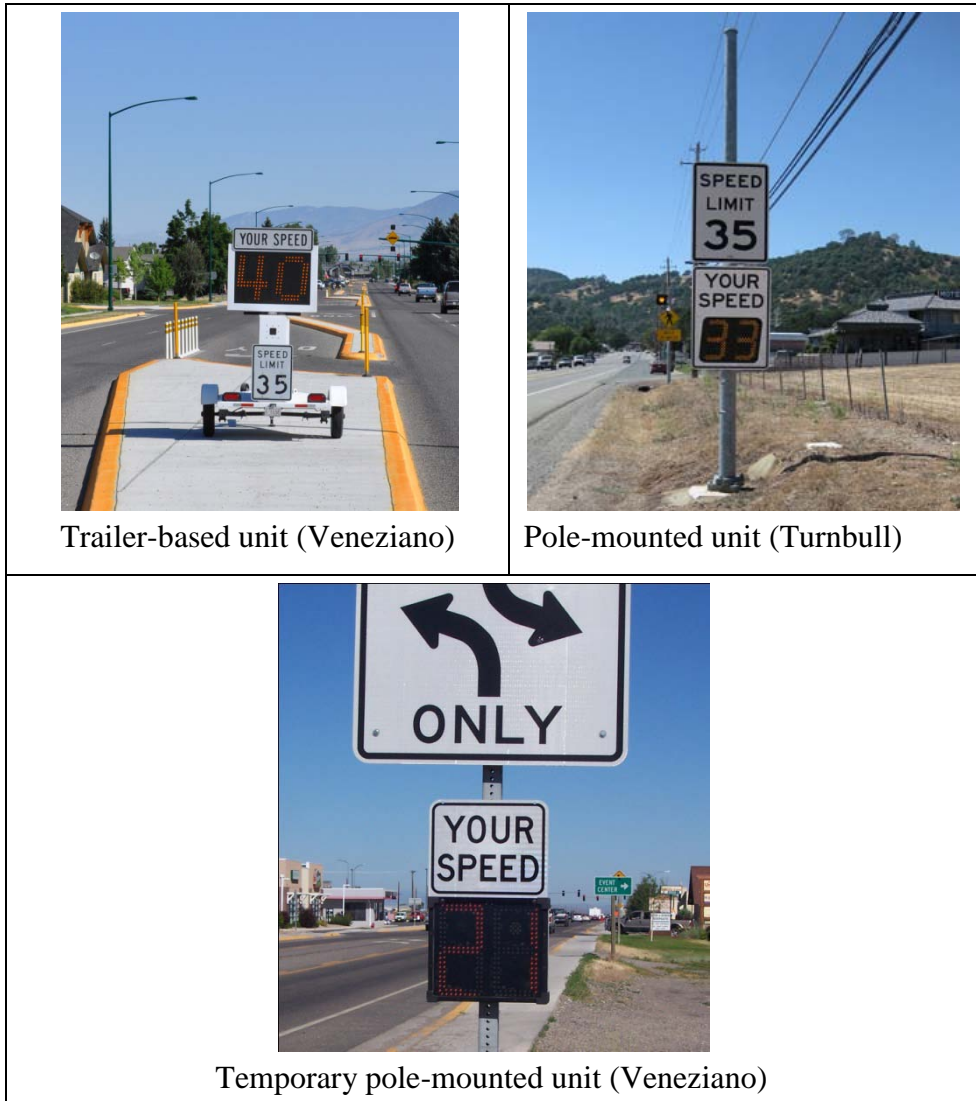 YOUR SPEED
40
SPEED
LIMIT
35
Trailer-based unit (Veneziano)
SPEED
LIMIT
35
YOUR
SPEED
33
Pole-mounted unit (Turnbull)
ONLY
YOUR
SPEED
21
EVENT
CENTER
Temporary pole-mounted unit (Veneziano)